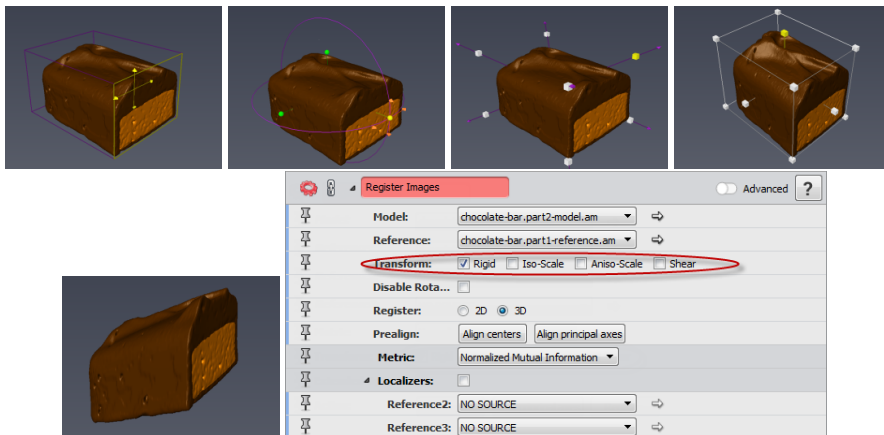 Register Images Advanced ?
Model: chocolate-bar.part2-model.am
Reference: chocolate-bar.part1-reference.am
Transform: Rigid Iso-Scale Aniso-Scale Shear
Disable Rota...
Register: 2D 3D
Prealign: Align centers Align principal axes
Metric: Normalized Mutual Information
Localizers:
Reference2: NO SOURCE
Reference3: NO SOURCE